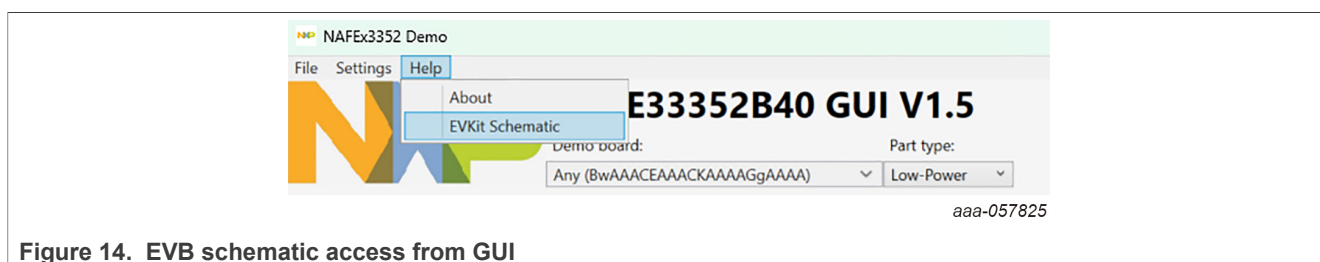 NXP NAFEx3352 Demo
File Settings Help
About
E33352B40 GUI V1.5
EVKit Schematic
Demo board: Part type:
Any (BwAAACEAAACKAAAAGgAAAA) Low-Power
aaa-057825
Figure 14. EVB schematic access from GUI